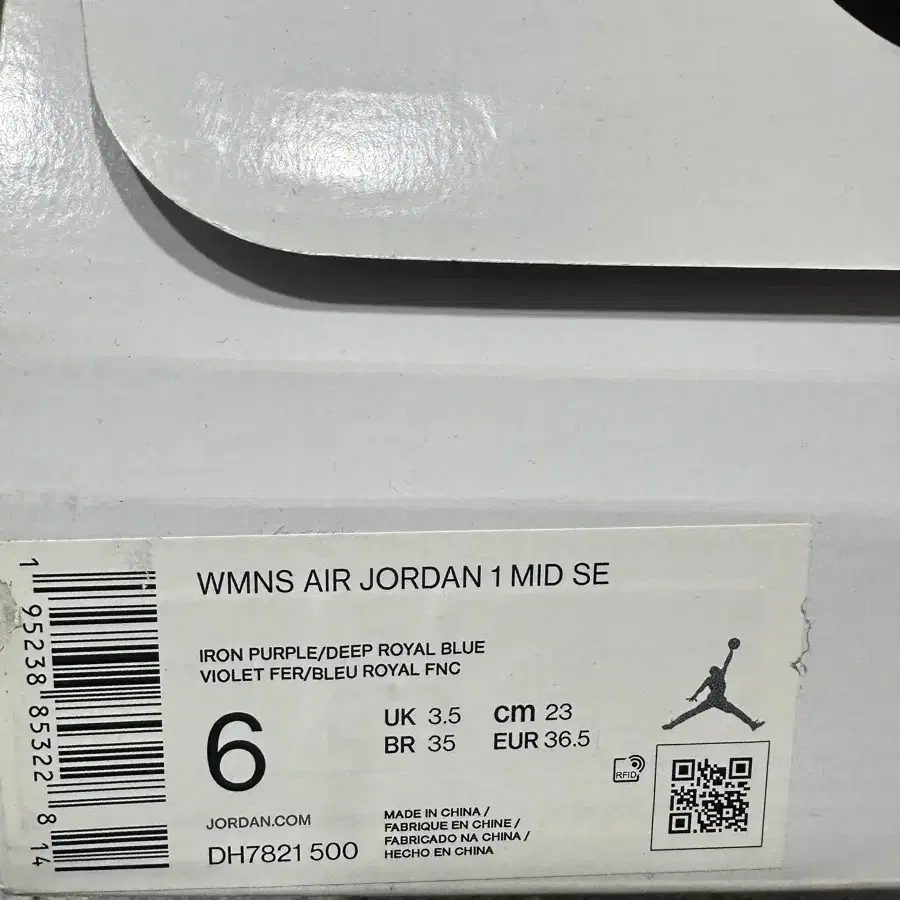 WMNS AIR JORDAN 1 MID SE
IRON PURPLE/DEEP ROYAL BLUE
VIOLET FER/BLEU ROYAL FNC
6
UK 3.5 cm 23
BR 35 EUR 36.5
RFID
JORDAN.COM
DH7821 500
MADE IN CHINA /
FABRIQUE EN CHINE /
FABRICADO NA CHINA /
HECHO EN CHINA
1 95238 85322 8 14